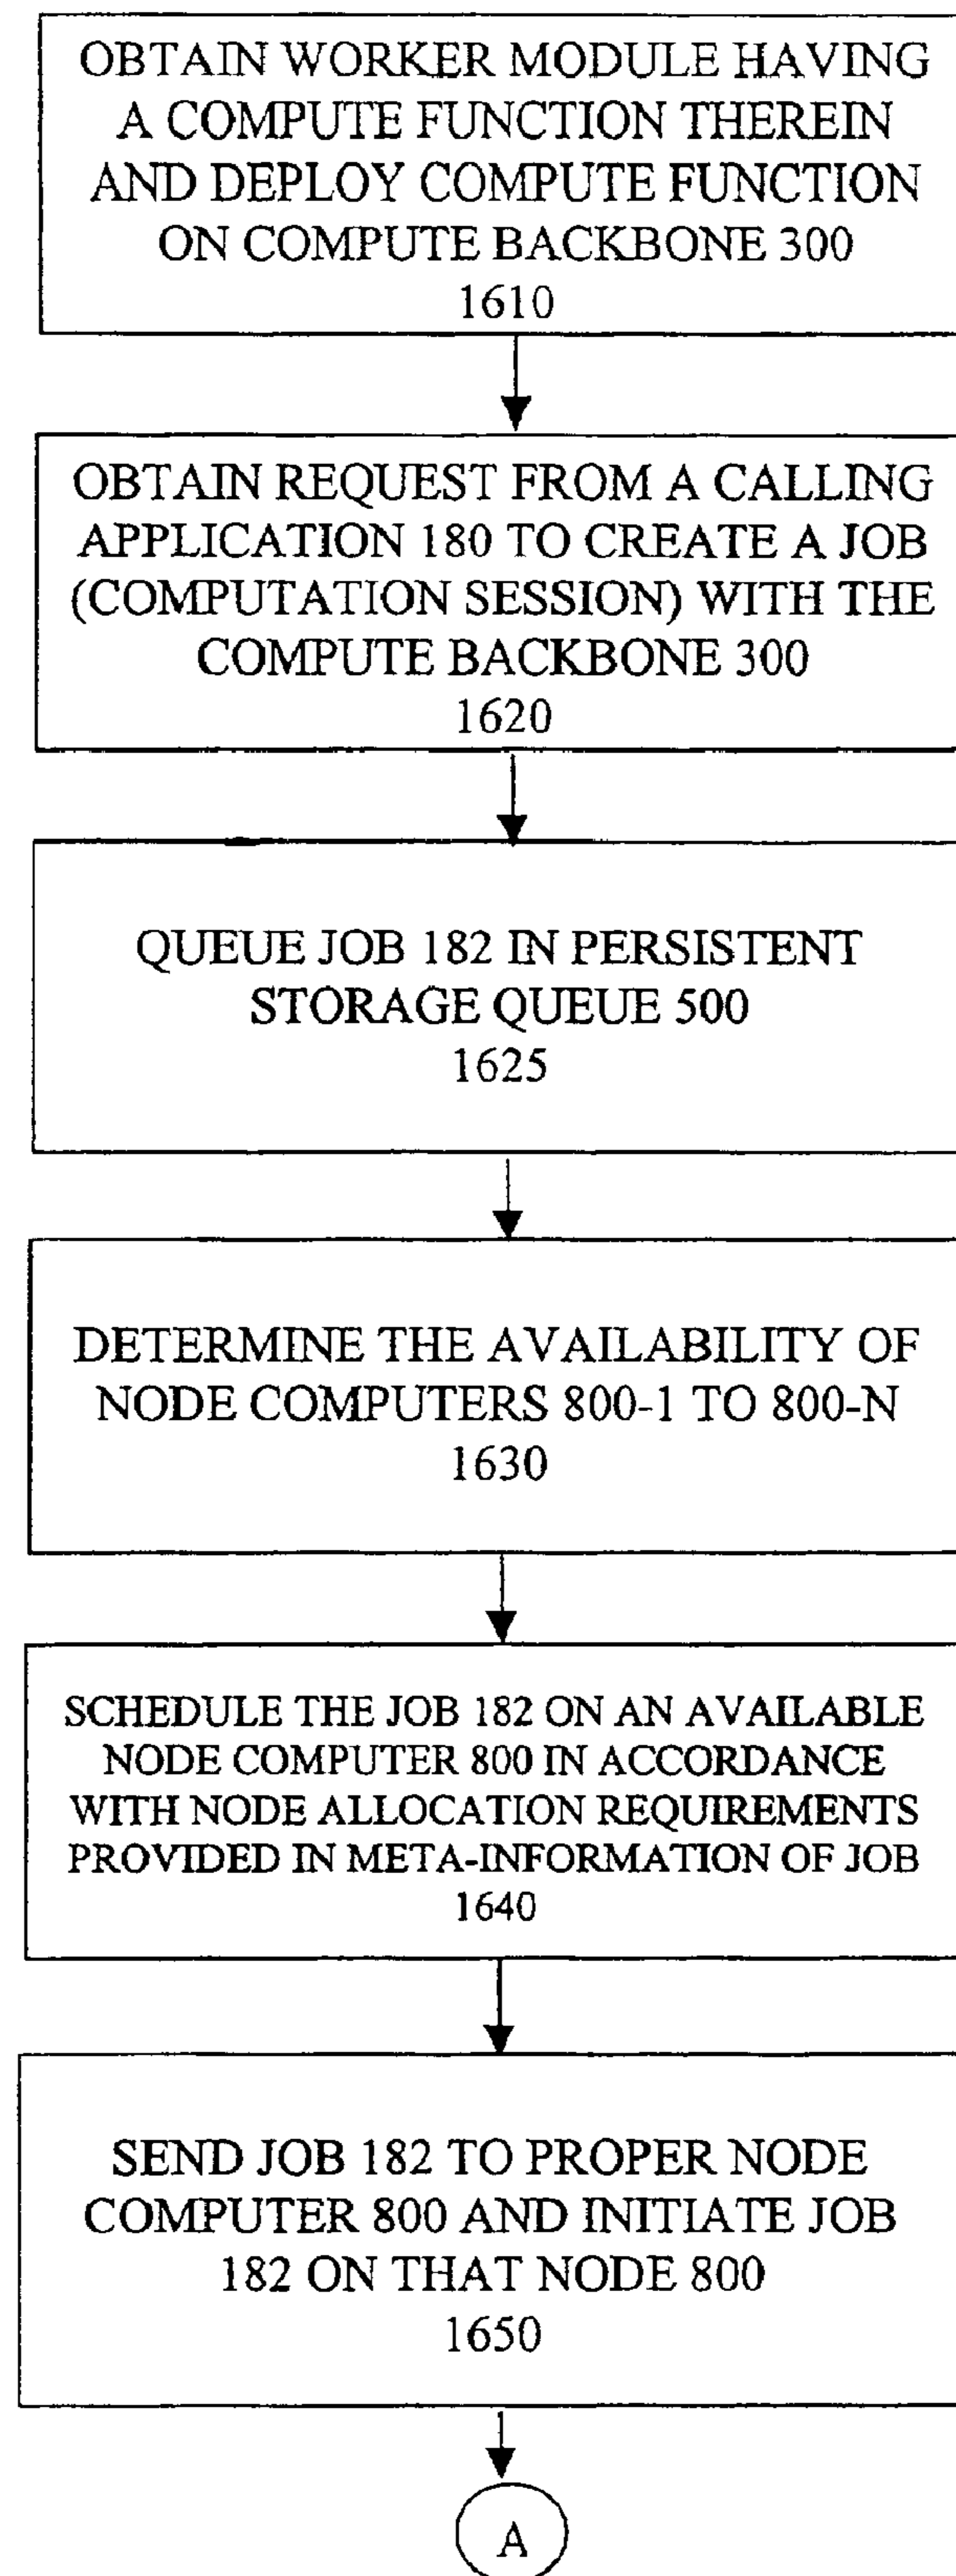 OBTAIN WORKER MODULE HAVING
A COMPUTE FUNCTION THEREIN
AND DEPLOY COMPUTE FUNCTION
ON COMPUTE BACKBONE 300
1610
OBTAIN REQUEST FROM A CALLING
APPLICATION 180 TO CREATE A JOB
(COMPUTATION SESSION) WITH THE
COMPUTE BACKBONE 300
1620
QUEUE JOB 182 IN PERSISTENT
STORAGE QUEUE 500
1625
DETERMINE THE AVAILABILITY OF
NODE COMPUTERS 800-1 TO 800-N
1630
SCHEDULE THE JOB 182 ON AN AVAILABLE
NODE COMPUTER 800 IN ACCORDANCE
WITH NODE ALLOCATION REQUIREMENTS
PROVIDED IN META-INFORMATION OF JOB
1640
SEND JOB 182 TO PROPER NODE
COMPUTER 800 AND INITIATE JOB
182 ON THAT NODE 800
1650
A